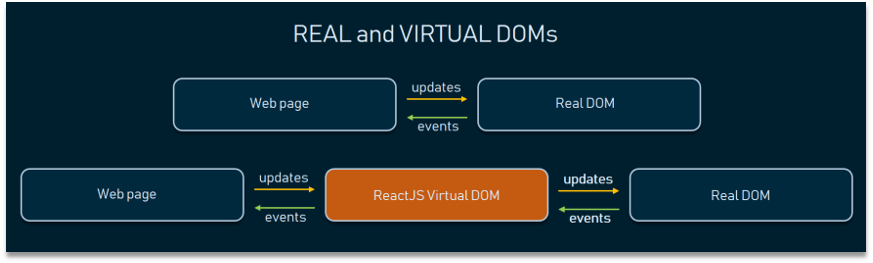 REAL and VIRTUAL DOMs
Web page
updates
events
Real DOM
Web page
updates
events
ReactJS Virtual DOM
updates
events
Real DOM